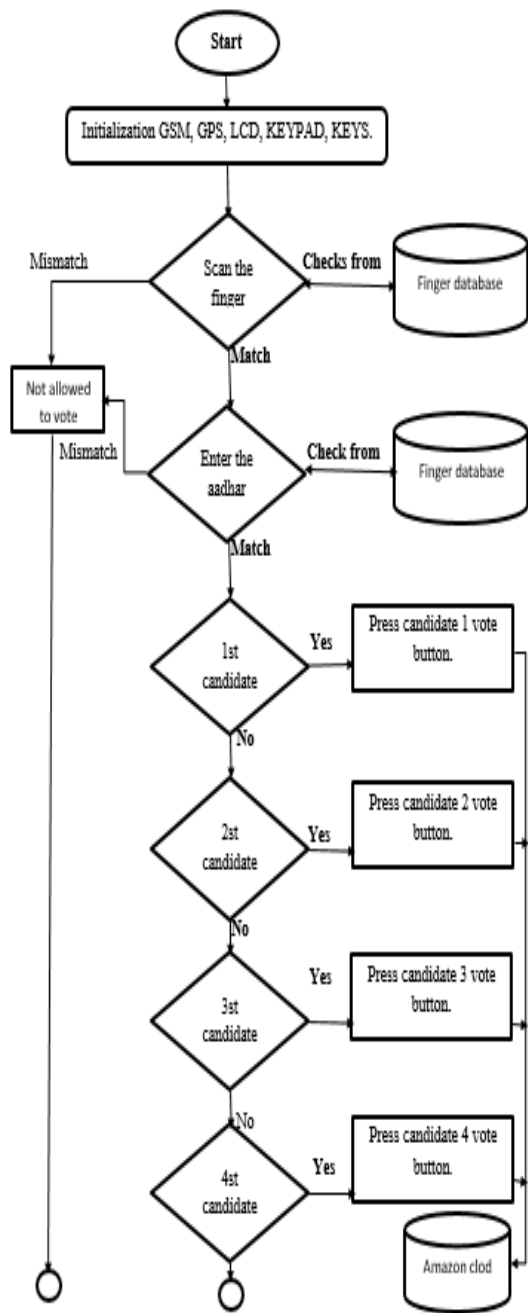 Start
Initialization GSM, GPS, LCD, KEYPAD, KEYS.
Mismatch
Scan the
finger
Checks from
Finger database
Match
Not allowed
to vote
Mismatch
Enter the
aadhar
Check from
Finger database
Match
1st
candidate
Yes
Press candidate 1 vote
button.
No
2st
candidate
Yes
Press candidate 2 vote
button.
No
3st
candidate
Yes
Press candidate 3 vote
button.
No
4st
candidate
Yes
Press candidate 4 vote
button.
Amazon clod